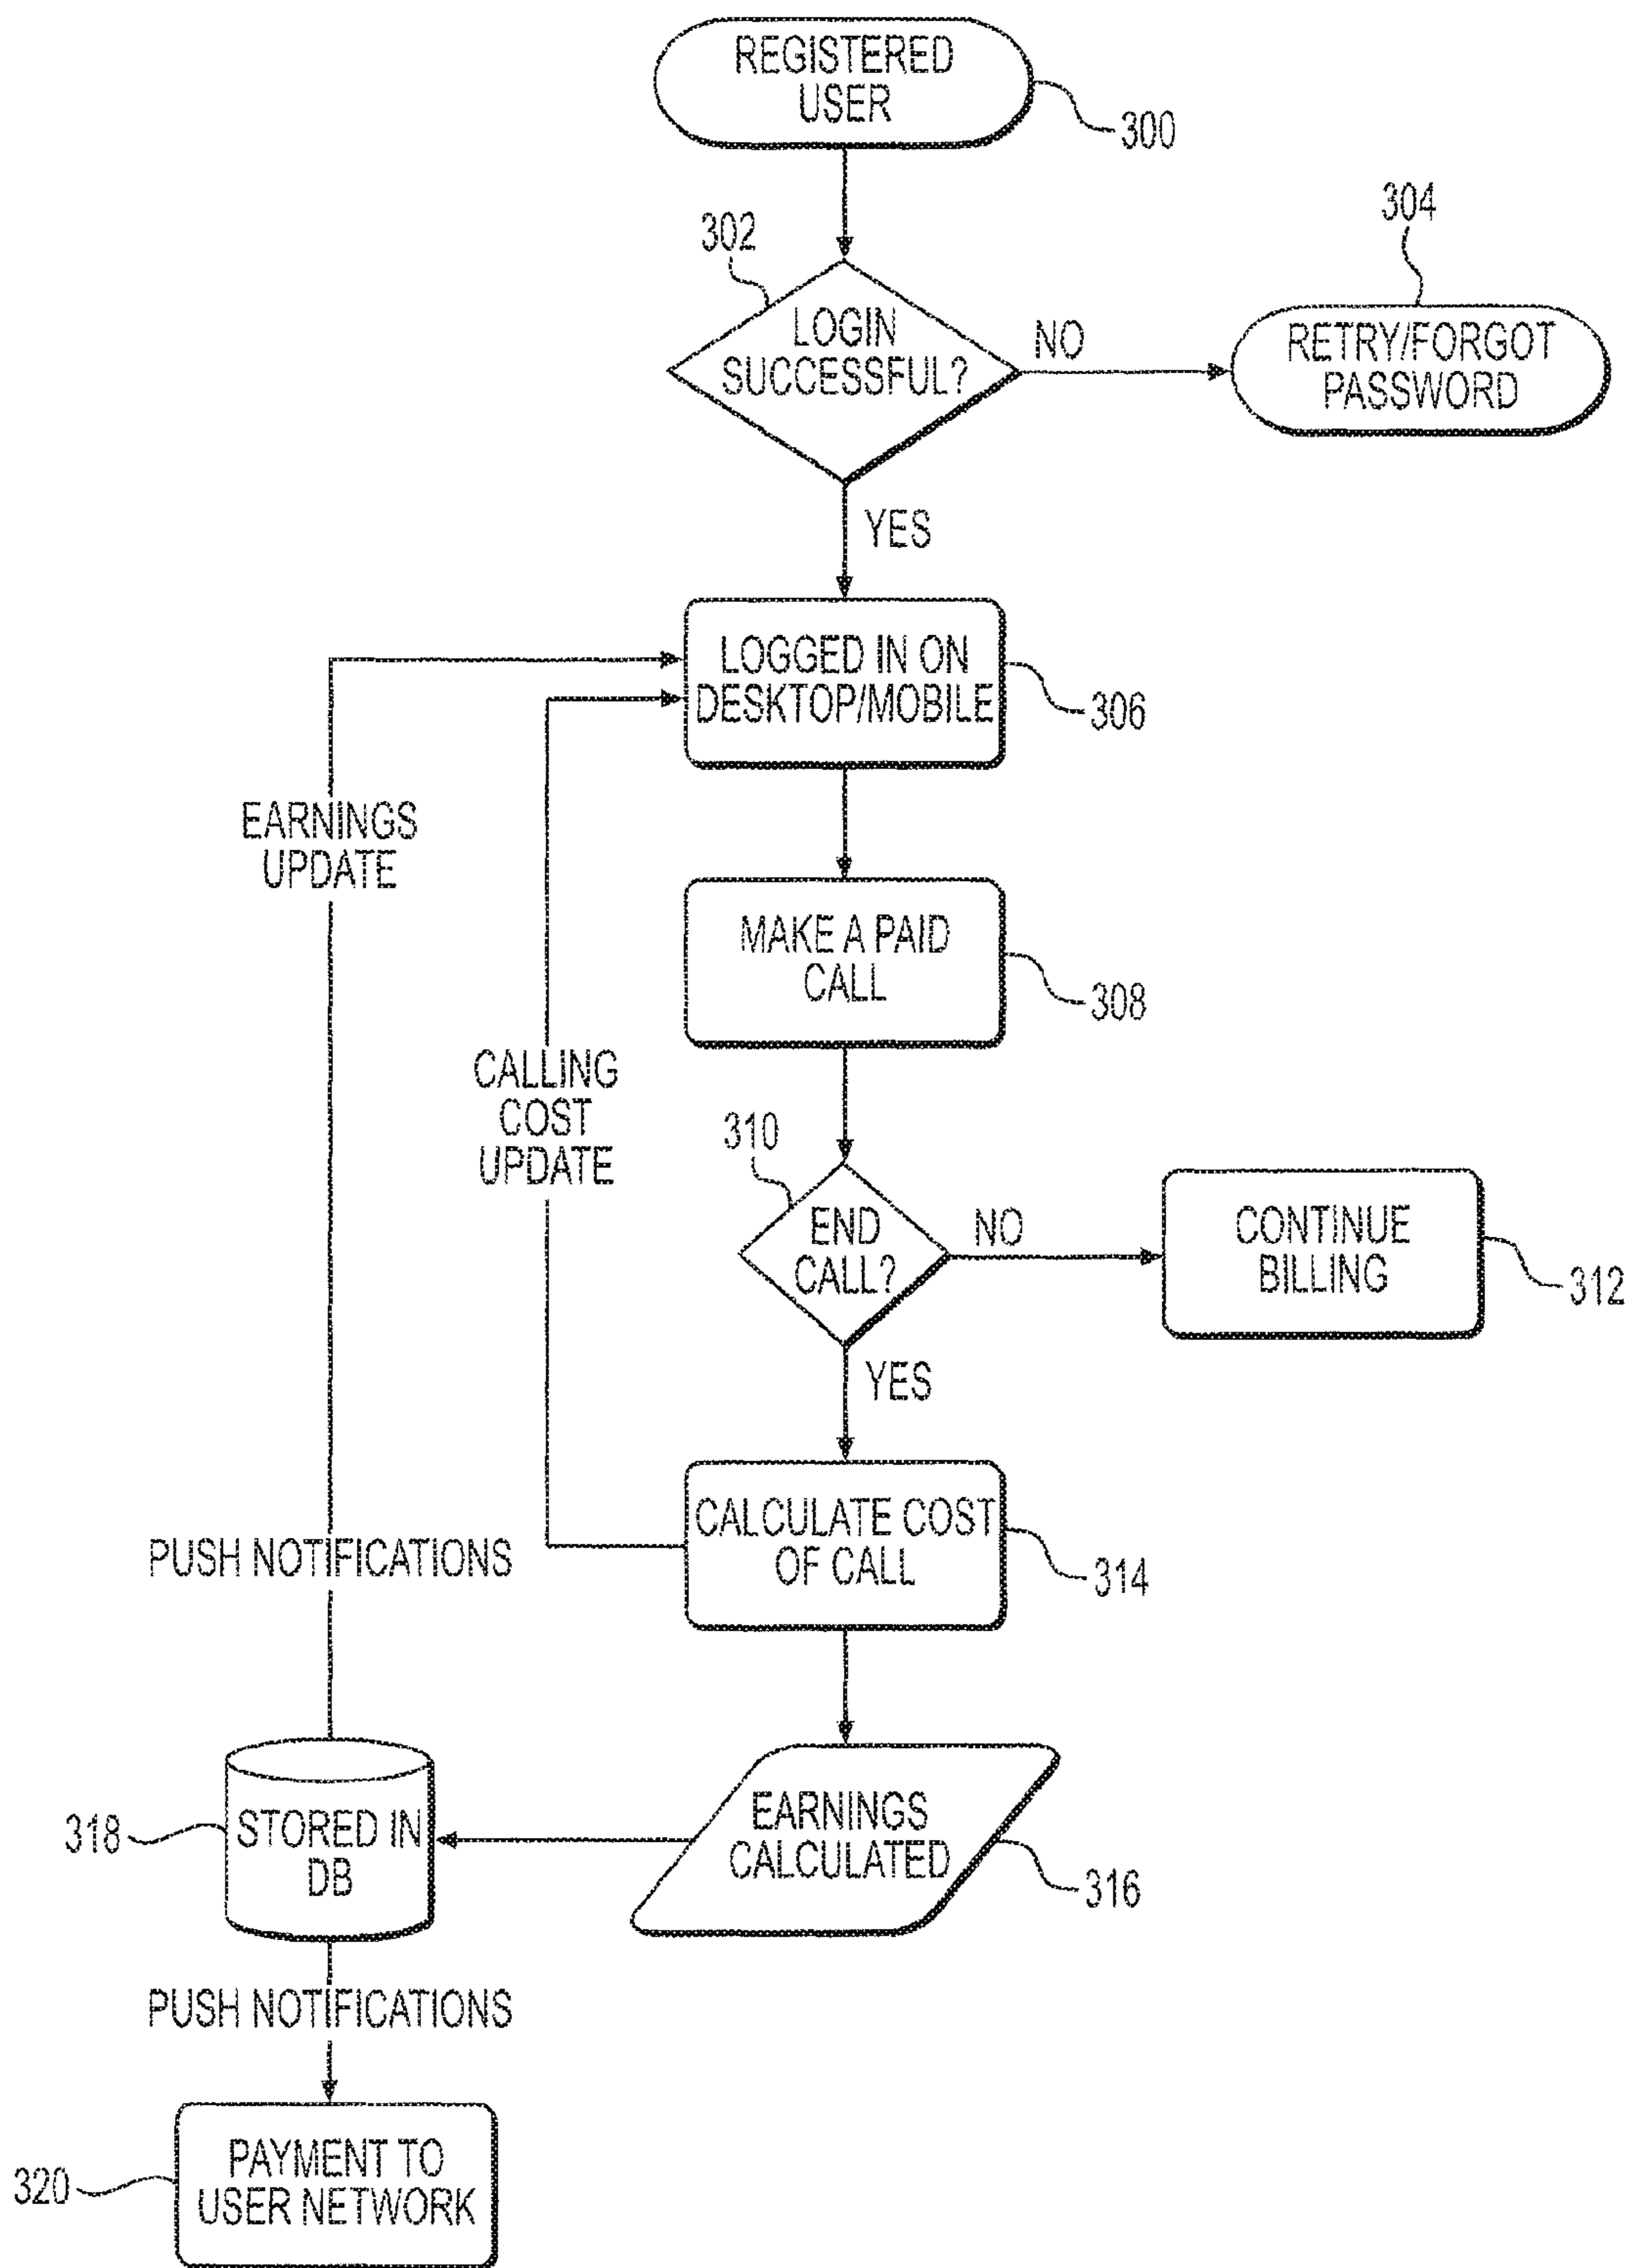 REGISTERED
USER
300
302
304
LOGIN
SUCCESSFUL?
NO
RETRY/FORGOT
PASSWORD
YES
LOGGED IN ON
DESKTOP/MOBILE
306
EARNINGS
UPDATE
MAKE A PAID
CALL
308
CALLING
COST
UPDATE
310
END
CALL?
NO
CONTINUE
BILLING
312
YES
CALCULATE COST
OF CALL
314
PUSH NOTIFICATIONS
318
STORED IN
DB
EARNINGS
CALCULATED
316
PUSH NOTIFICATIONS
320
PAYMENT TO
USER NETWORK